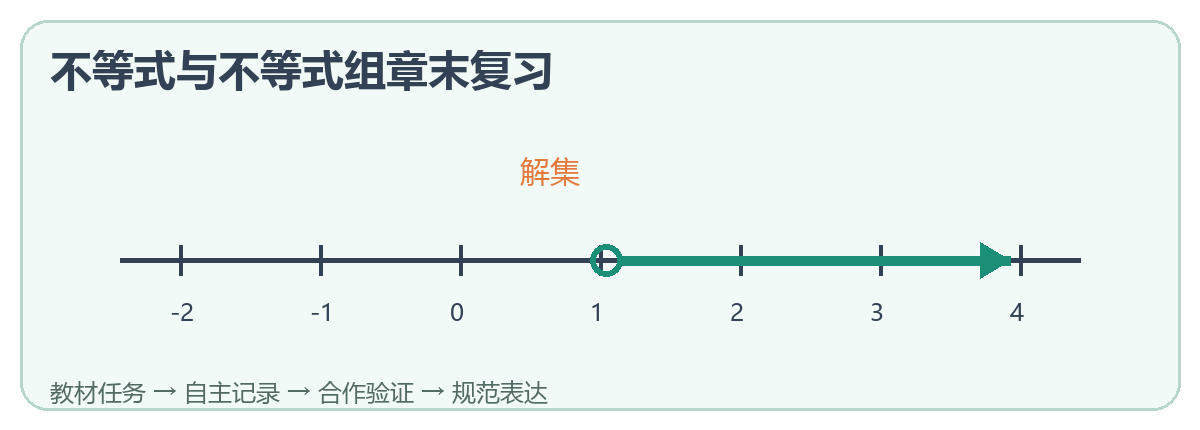 不等式与不等式组章末复习
解集
-2 -1 0 1 2 3 4
教材任务 → 自主记录 → 合作验证 → 规范表达